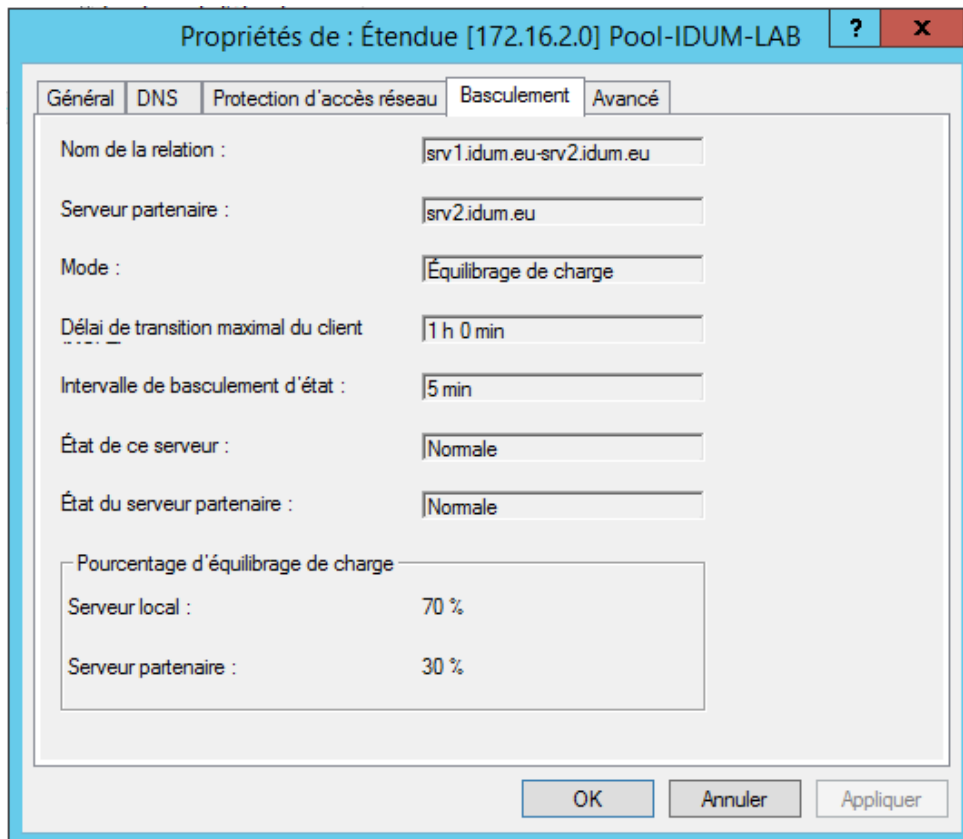 Propriétés de : Étendue [172.16.2.0] Pool-IDUM-LAB ? x
Général DNS Protection d'accès réseau Basculement Avancé
Nom de la relation : srv1.idum.eu-srv2.idum.eu
Serveur partenaire : srv2.idum.eu
Mode : Équilibrage de charge
Délai de transition maximal du client 1 h 0 min
Intervalle de basculement d'état : 5 min
État de ce serveur : Normale
État du serveur partenaire : Normale
Pourcentage d'équilibrage de charge
Serveur local : 70 %
Serveur partenaire : 30 %
OK Annuler Appliquer